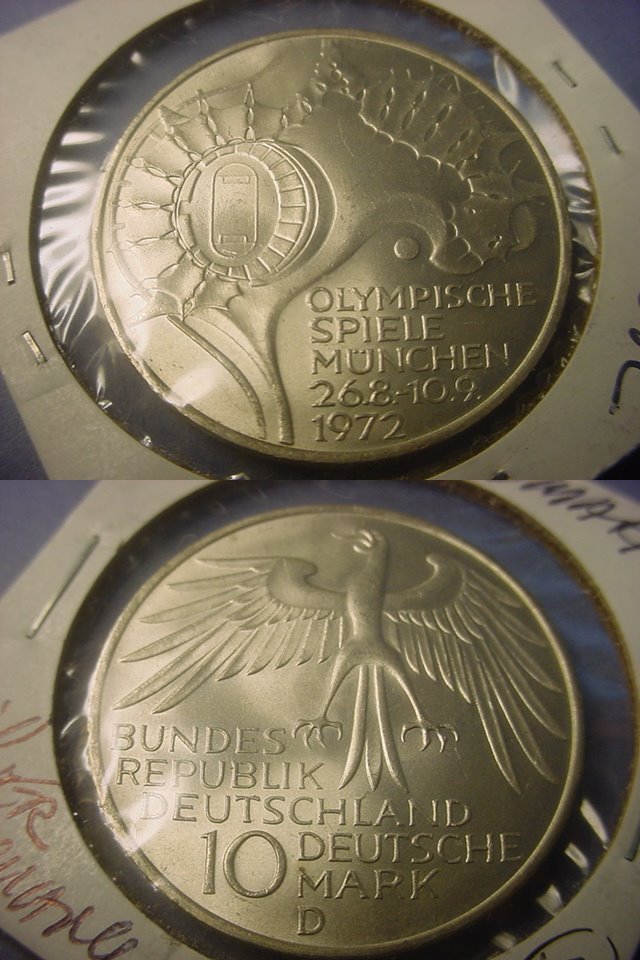 OLYMPISCHE
SPIELE
MÜNCHEN
26.8.-10.9.
1972
BUNDES
REPUBLIK
DEUTSCHLAND
10 DEUTSCHE
MARK
D